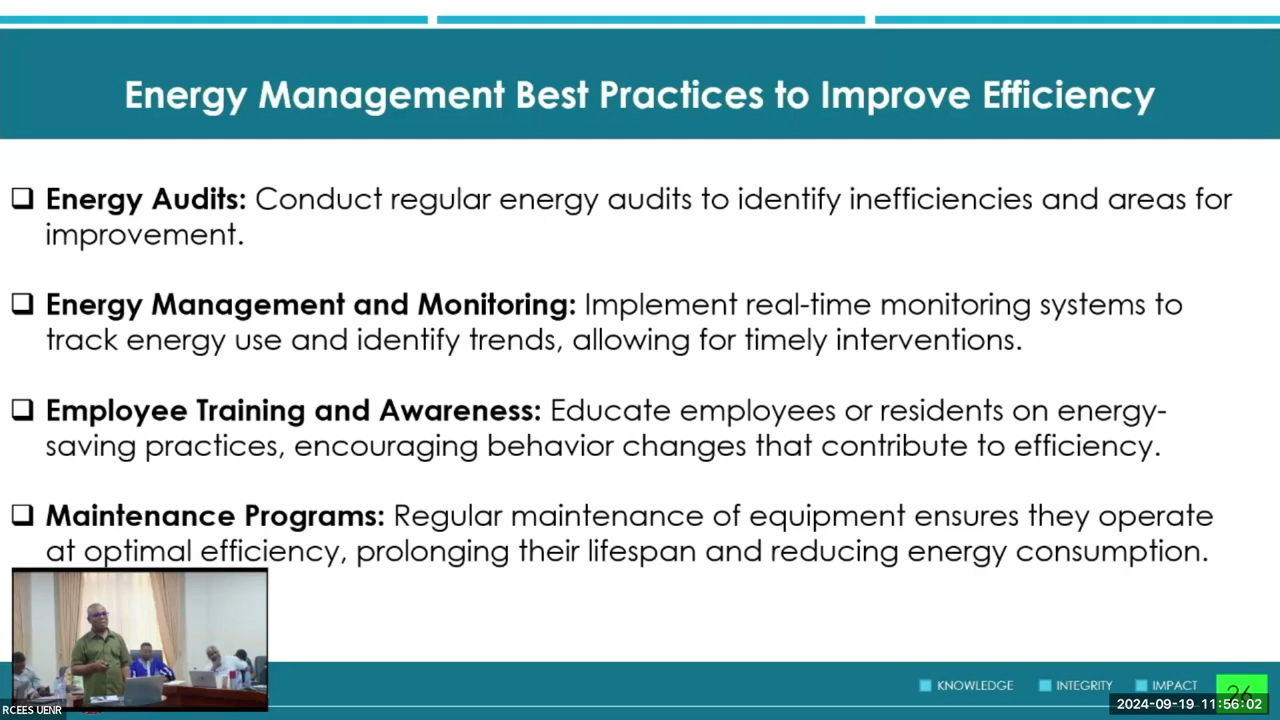 Energy Management Best Practices to Improve Efficiency
❑ Energy Audits: Conduct regular energy audits to identify inefficiencies and areas for
improvement.
❑ Energy Management and Monitoring: Implement real-time monitoring systems to
track energy use and identify trends, allowing for timely interventions.
❑ Employee Training and Awareness: Educate employees or residents on energy-
saving practices, encouraging behavior changes that contribute to efficiency.
❑ Maintenance Programs: Regular maintenance of equipment ensures they operate
at optimal efficiency, prolonging their lifespan and reducing energy consumption.
KNOWLEDGE INTEGRITY IMPACT 26
RCEES UENR
2024-09-19 11:56:02